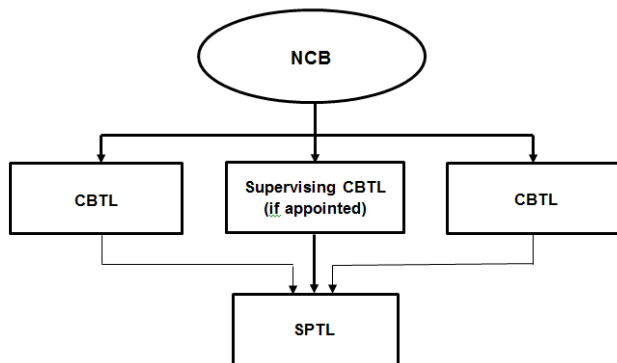 NCB
CBTL
Supervising CBTL
(if appointed)
CBTL
SPTL